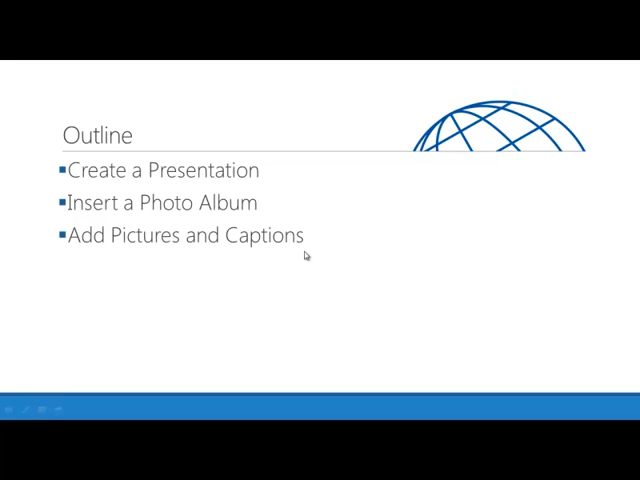 Outline
▪Create a Presentation
▪Insert a Photo Album
▪Add Pictures and Captions